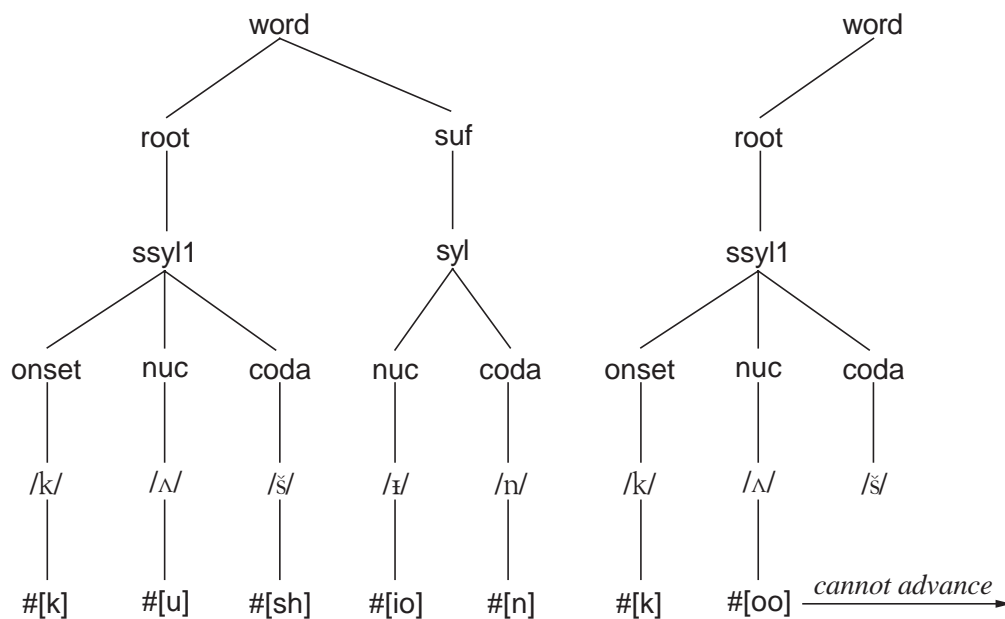 word word
root suf root
ssyl1 syl ssyl1
onset nuc coda nuc coda onset nuc coda
/k/ /ʌ/ /š/ /ɪ/ /n/ /k/ /ʌ/ /š/
#[k] #[u] #[sh] #[io] #[n] #[k] #[oo] cannot advance